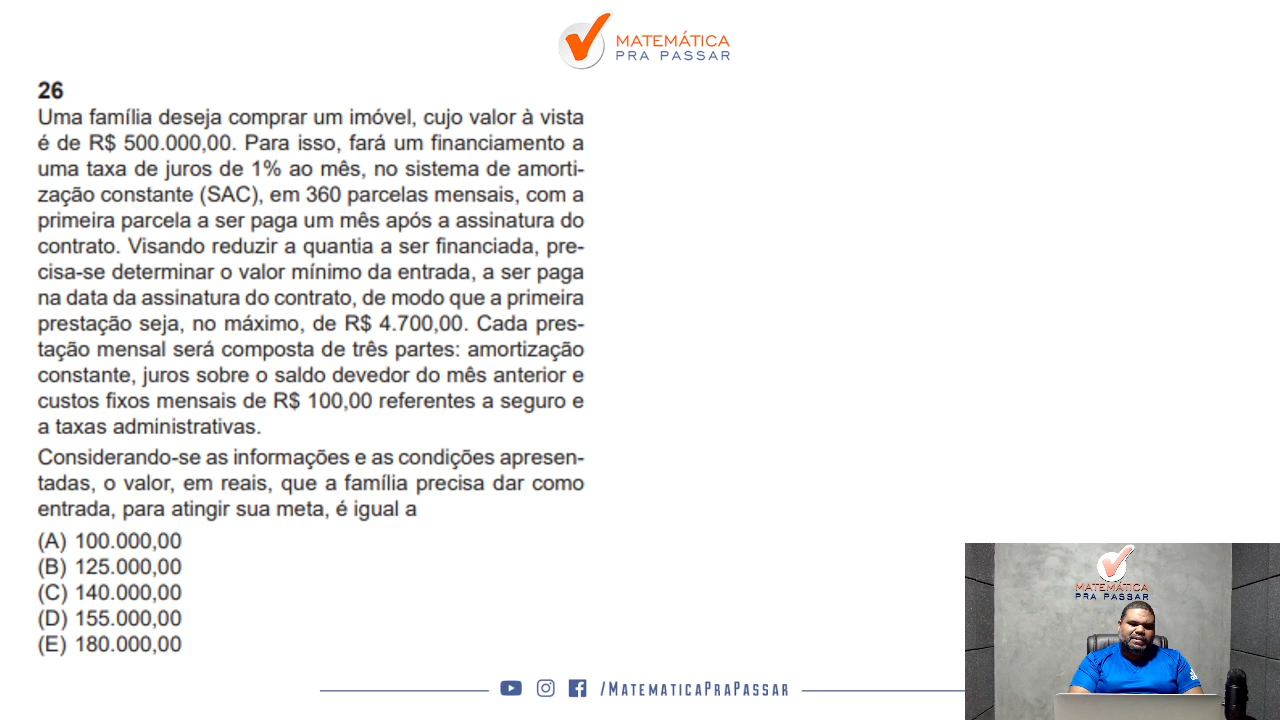 MATEMÁTICA
PRA PASSAR
26
Uma família deseja comprar um imóvel, cujo valor à vista
é de R$ 500.000,00. Para isso, fará um financiamento a
uma taxa de juros de 1% ao mês, no sistema de amorti-
zação constante (SAC), em 360 parcelas mensais, com a
primeira parcela a ser paga um mês após a assinatura do
contrato. Visando reduzir a quantia a ser financiada, pre-
cisa-se determinar o valor mínimo da entrada, a ser paga
na data da assinatura do contrato, de modo que a primeira
prestação seja, no máximo, de R$ 4.700,00. Cada pres-
tação mensal será composta de três partes: amortização
constante, juros sobre o saldo devedor do mês anterior e
custos fixos mensais de R$ 100,00 referentes a seguro e
a taxas administrativas.
Considerando-se as informações e as condições apresen-
tadas, o valor, em reais, que a família precisa dar como
entrada, para atingir sua meta, é igual a
(A) 100.000,00
(B) 125.000,00
(C) 140.000,00
(D) 155.000,00
(E) 180.000,00
MATEMÁTICA
PRA PASSAR
/MATEMATICAPRAPASSAR